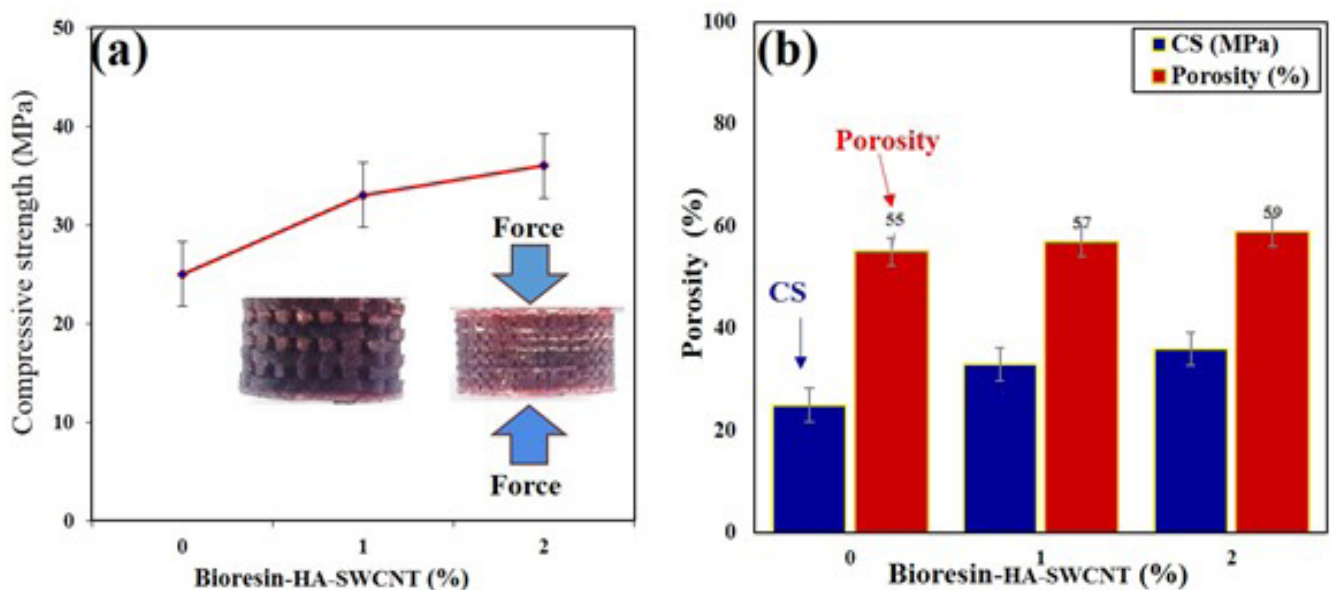 (a)
Compressive strength (MPa)
50
40
30
20
10
0
Force
Force
0 1 2
Bioresin-HA-SWCNT (%)
(b)
CS (MPa)
Porosity (%)
Porosity (%)
100
80
60
40
20
0
Porosity
CS
55
57
59
0 1 2
Bioresin-HA-SWCNT (%)